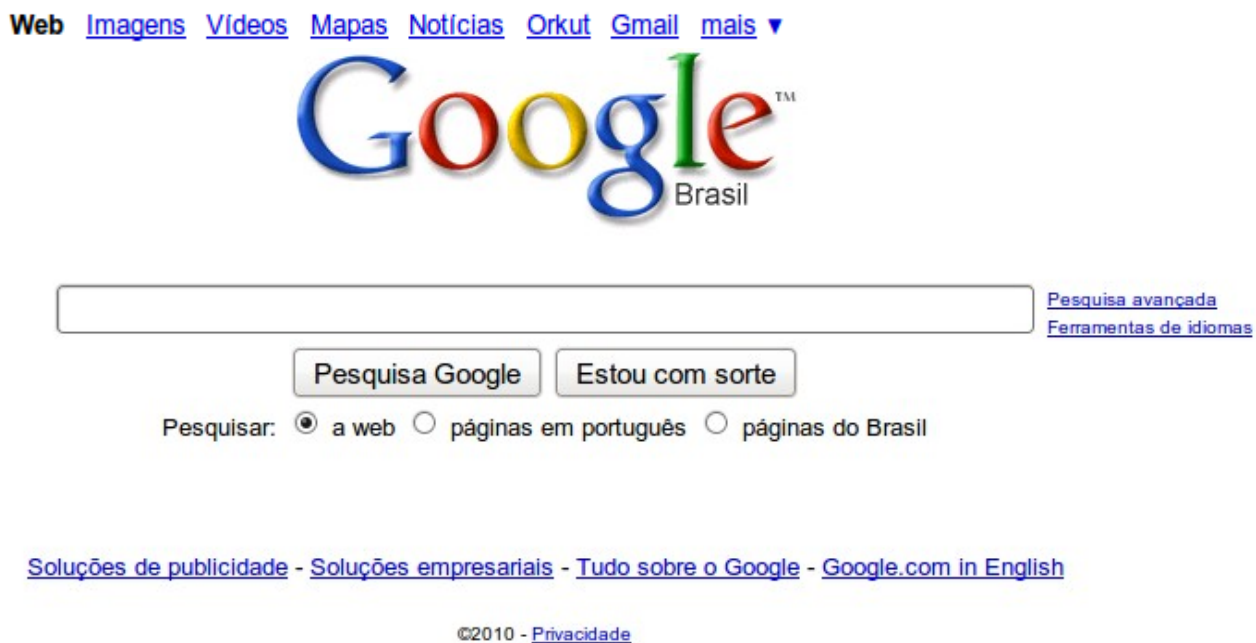 Web Imagens Vídeos Mapas Notícias Orkut Gmail mais ▼
Google™
Brasil
Pesquisa avançada
Ferramentas de idiomas
Pesquisa Google Estou com sorte
Pesquisar: a web páginas em português páginas do Brasil
Soluções de publicidade - Soluções empresariais - Tudo sobre o Google - Google.com in English
©2010 - Privacidade